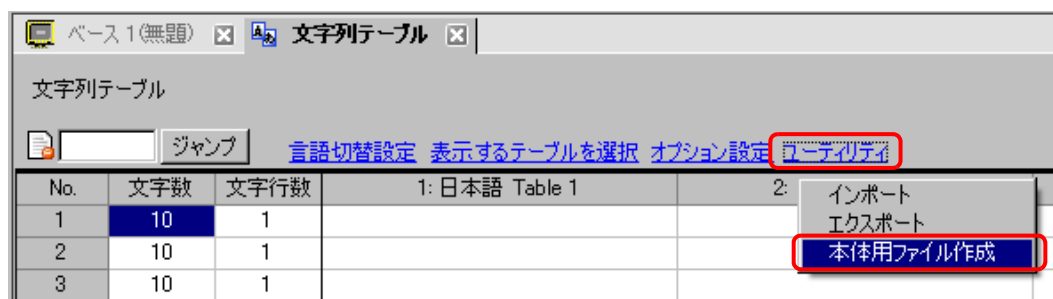 ベース 1(無題) 文字列テーブル
文字列テーブル
ジャンプ 言語切替設定 表示するテーブルを選択 オプション設定 ユーティリティ
No. 文字数 文字行数 1: 日本語 Table 1 2:
インポート
1 10 1
エクスポート
2 10 1
本体用ファイル作成
3 10 1